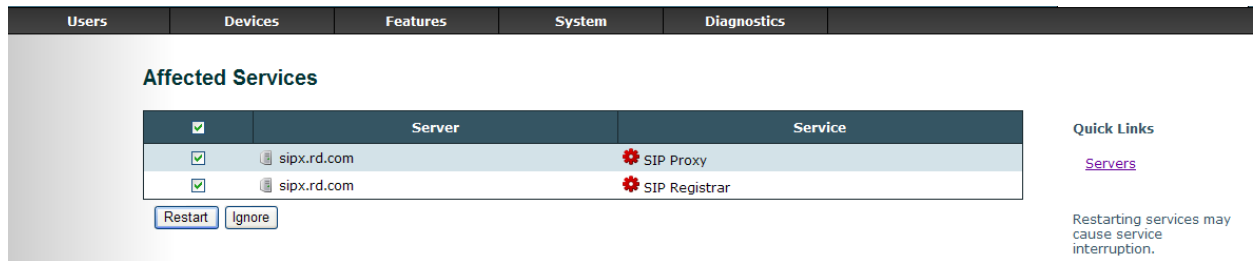 Users Devices Features System Diagnostics
Affected Services
Server Service Quick Links
sipx.rd.com SIP Proxy Servers
sipx.rd.com SIP Registrar
Restart Ignore
Restarting services may
cause service
interruption.